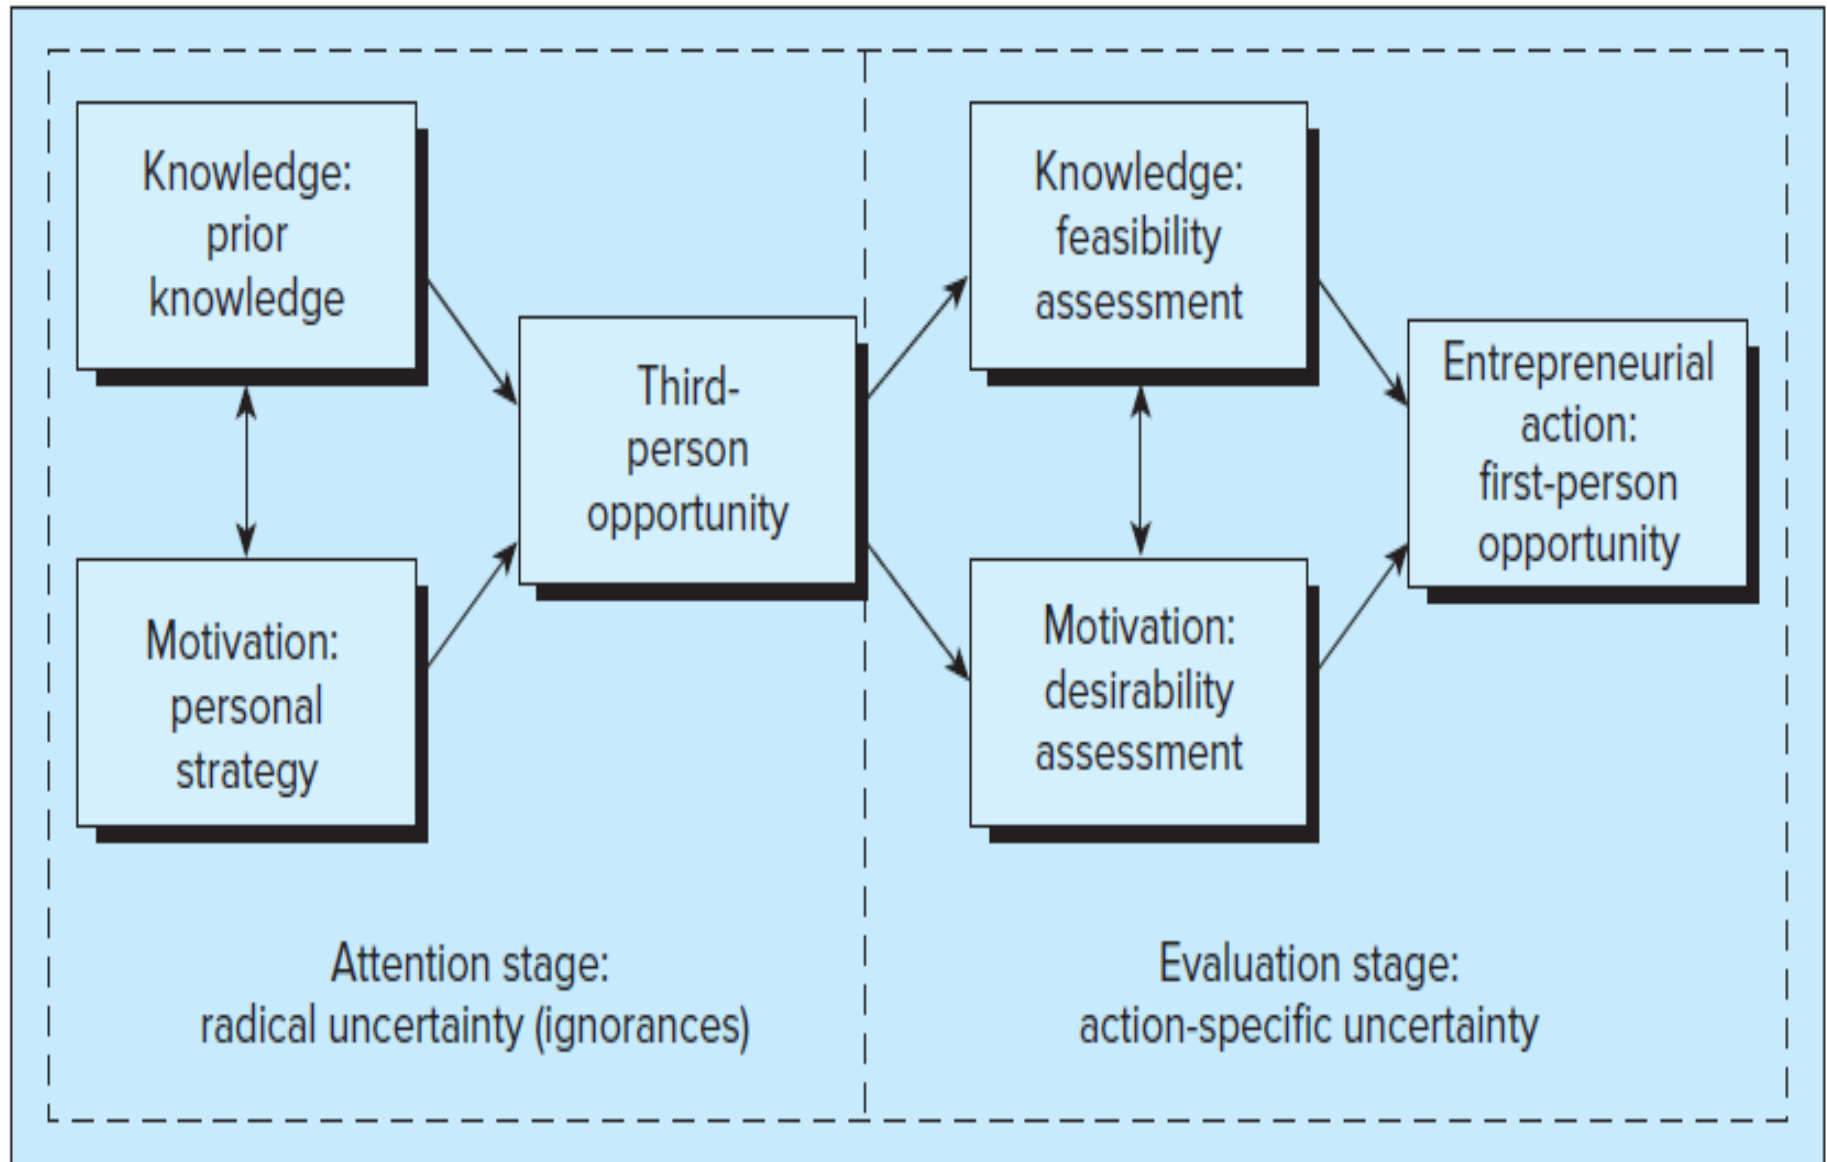 Knowledge:
prior
knowledge
Motivation:
personal
strategy
Third-
person
opportunity
Attention stage:
radical uncertainty (ignorances)
Knowledge:
feasibility
assessment
Motivation:
desirability
assessment
Entrepreneurial
action:
first-person
opportunity
Evaluation stage:
action-specific uncertainty